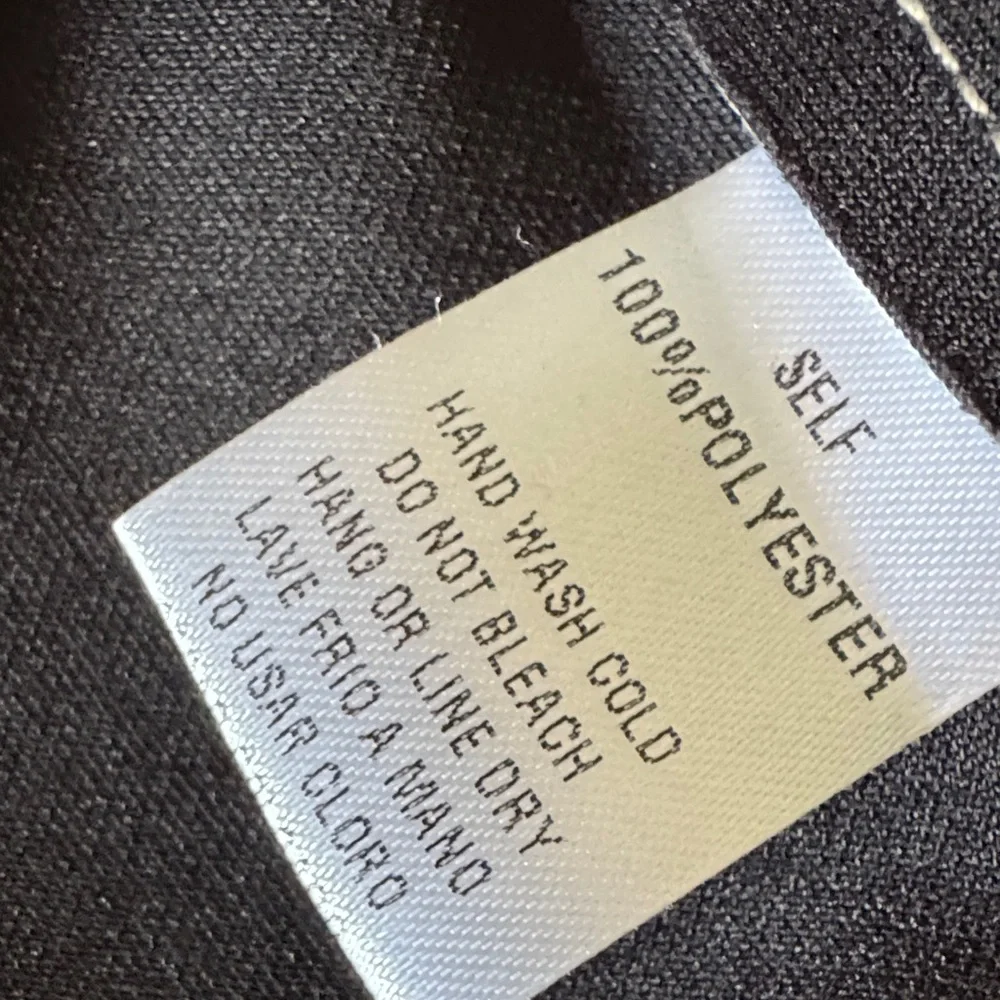 SELF
100%POLYESTER
HAND WASH COLD
DO NOT BLEACH
HANG OR LINE DRY
LAVE FRIO A MANO
NO USAR CLORO